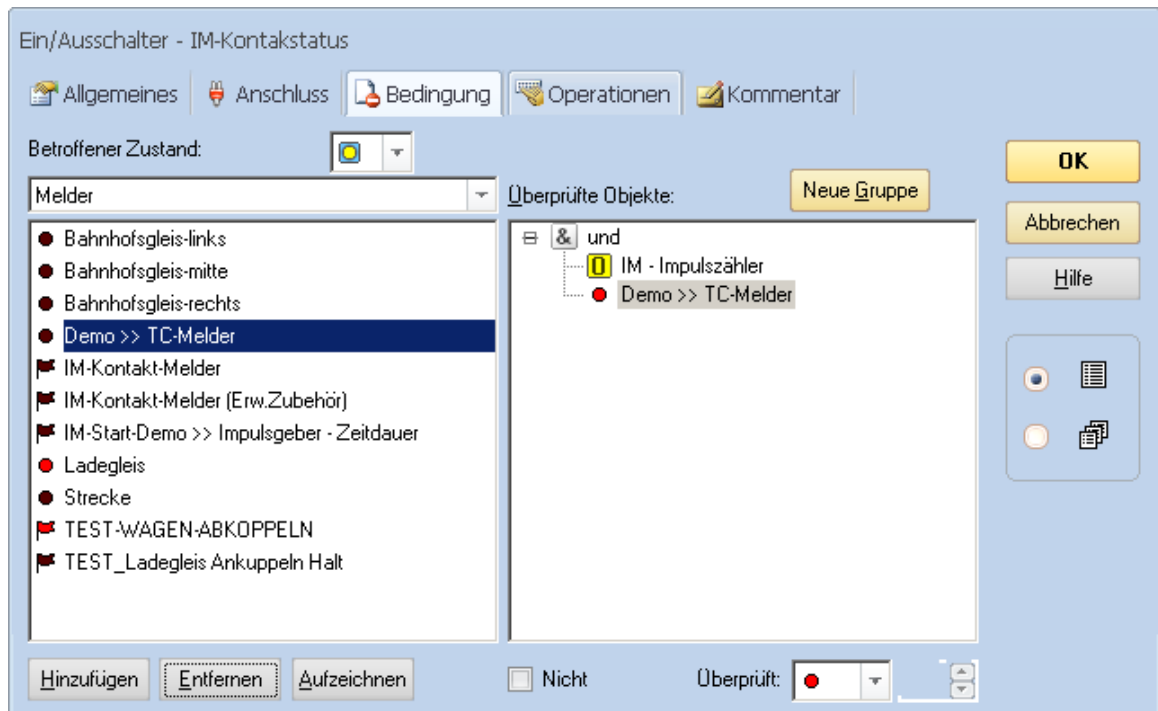 Ein/Ausschalter - IM-Kontakstatus
Allgemeines Anschluss Bedingung Operationen Kommentar
Betroffener Zustand:
OK
Melder Überprüfte Objekte: Neue Gruppe
Abbrechen
Bahnhofsgleis-links & und
Bahnhofsgleis-mitte IM - Impulszähler
Hilfe
Bahnhofsgleis-rechts Demo >> TC-Melder
Demo >> TC-Melder
IM-Kontakt-Melder
IM-Kontakt-Melder (Erw.Zubehör)
IM-Start-Demo >> Impulsgeber - Zeitdauer
Ladegleis
Strecke
TEST-WAGEN-ABKOPPELN
TEST_Ladegleis Ankuppeln Halt
Hinzufügen Entfernen Aufzeichnen Nicht Überprüft: